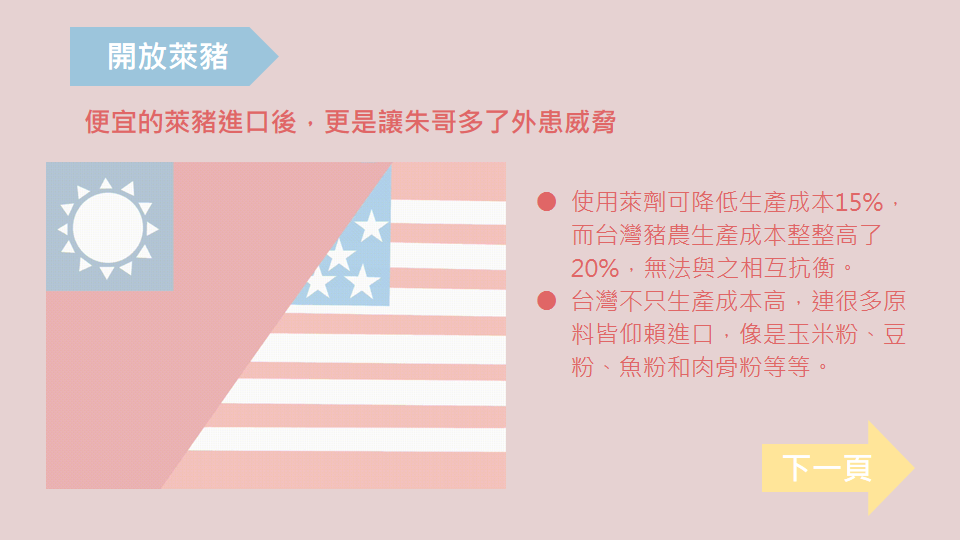 開放萊豬
便宜的萊豬進口後，更是讓朱哥多了外患威脅
使用萊劑可降低生產成本15%，
而台灣豬農生產成本整整高了
20%，無法與之相互抗衡。
台灣不只生產成本高，連很多原
料皆仰賴進口，像是玉米粉、豆
粉、魚粉和肉骨粉等等。
下一頁